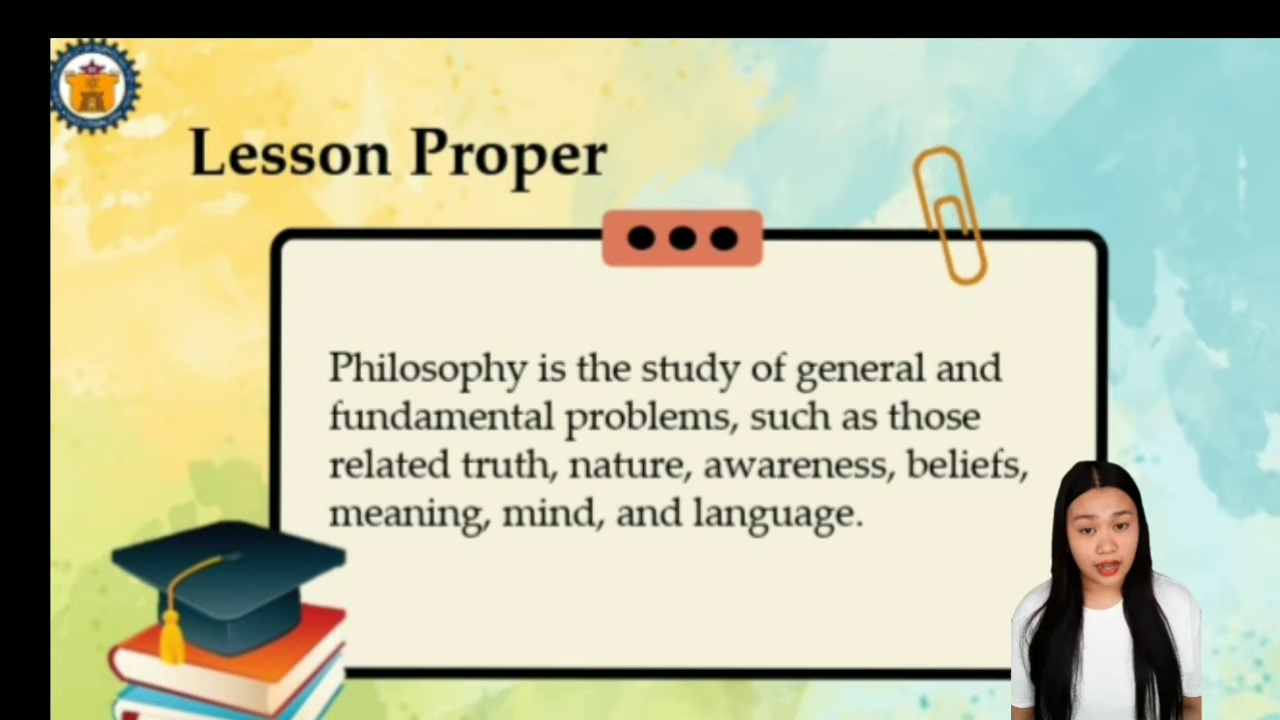 Lesson Proper
Philosophy is the study of general and
fundamental problems, such as those
related truth, nature, awareness, beliefs,
meaning, mind, and language.